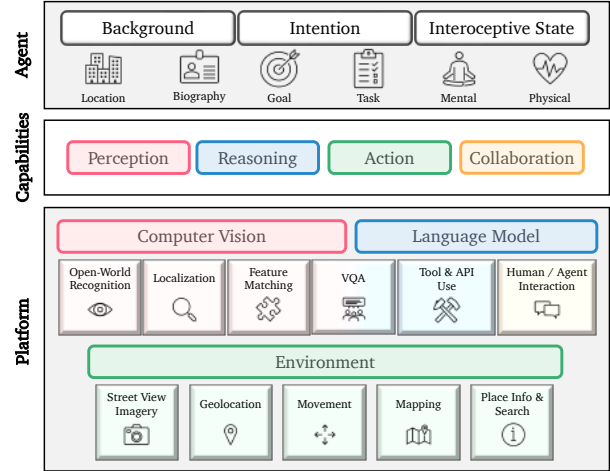 Agent
Background
Intention
Interoceptive State
Location
Biography
Goal
Task
Mental
Physical
Capabilities
Perception
Reasoning
Action
Collaboration
Platform
Computer Vision
Language Model
Open-World
Recognition
Localization
Feature
Matching
VQA
Tool & API
Use
Human / Agent
Interaction
Environment
Street View
Imagery
Geolocation
Movement
Mapping
Place Info &
Search